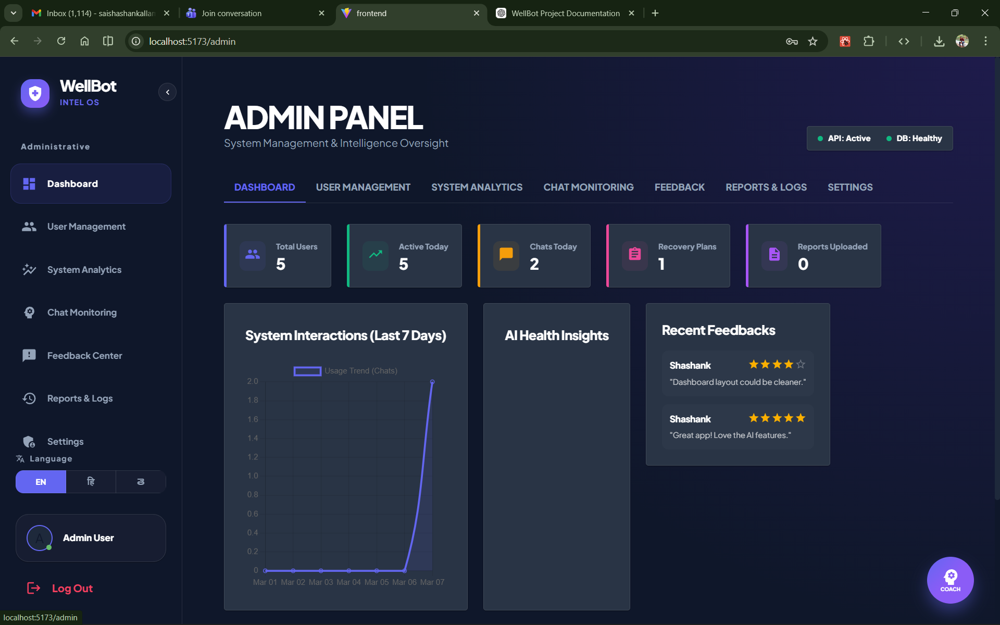 Inbox (1,114) - saishashankallan
Join conversation
frontend
WellBot Project Documentation
localhost:5173/admin
WellBot
INTEL OS
Administrative
Dashboard
User Management
System Analytics
Chat Monitoring
Feedback Center
Reports & Logs
Settings
Language
EN
हि
తె
A
Admin User
Log Out
localhost:5173/admin
ADMIN PANEL
System Management & Intelligence Oversight
API: Active
DB: Healthy
DASHBOARD
USER MANAGEMENT
SYSTEM ANALYTICS
CHAT MONITORING
FEEDBACK
REPORTS & LOGS
SETTINGS
Total Users
5
Active Today
5
Chats Today
2
Recovery Plans
1
Reports Uploaded
0
System Interactions (Last 7 Days)
Usage Trend (Chats)
2.0
1.8
1.6
1.4
1.2
1.0
0.8
0.6
0.4
0.2
0
Mar 01 Mar 02 Mar 03 Mar 04 Mar 05 Mar 06 Mar 07
AI Health Insights
Recent Feedbacks
Shashank
"Dashboard layout could be cleaner."
Shashank
"Great app! Love the AI features."
COACH